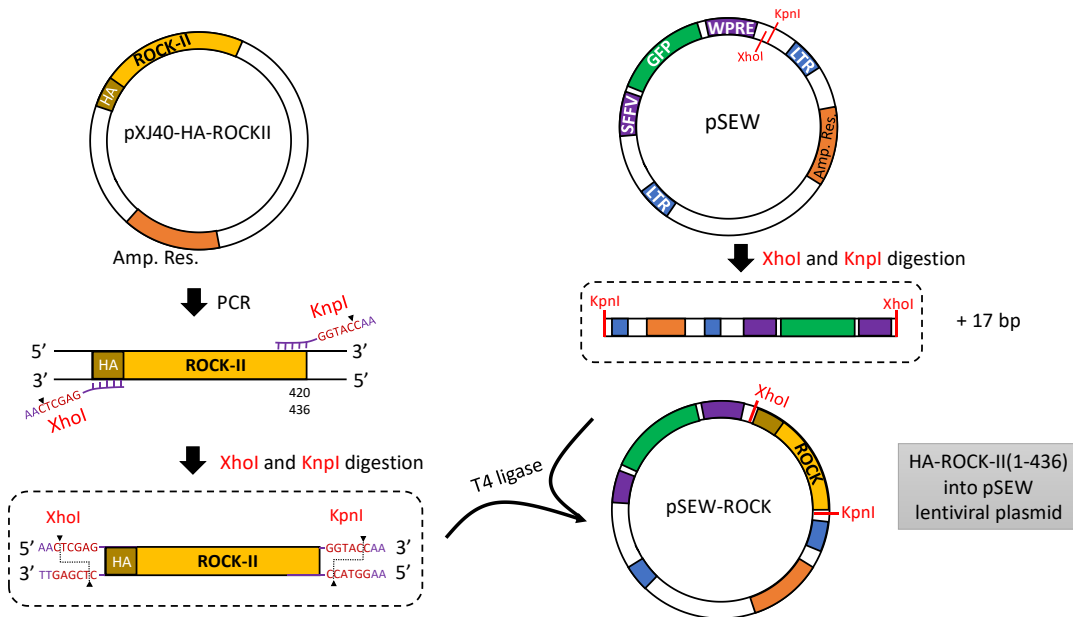 ROCK-II
HA
pXJ40-HA-ROCKII
Amp. Res.
PCR
KnpI
GGTACCAA
5’
3’
HA
ROCK-II
3’
5’
420
436
AACTCGAG
XhoI
XhoI and KnpI digestion
XhoI
KpnI
5’
AACTCGAG
GGTACCAA
3’
HA
ROCK-II
3’
TTGAGCTC
CCATGGAA
5’
KpnI
WPRE
XhoI
GFP
LTR
SFFV
pSEW
Amp. Res.
LTR
XhoI and KnpI digestion
KpnI
XhoI
+ 17 bp
T4 ligase
XhoI
ROCK
pSEW-ROCK
KpnI
HA-ROCK-II(1-436)
into pSEW
lentiviral plasmid